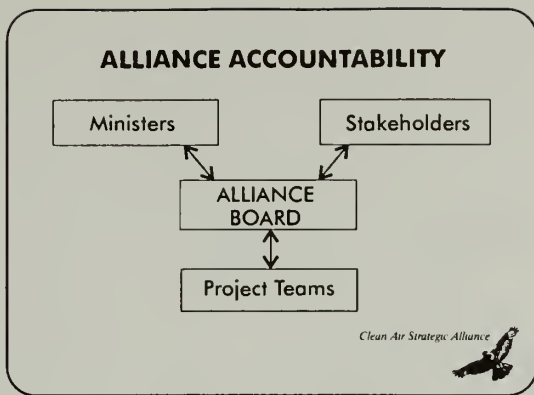 ALLIANCE ACCOUNTABILITY
Ministers
Stakeholders
ALLIANCE
BOARD
Project Teams
Clean Air Strategic Alliance